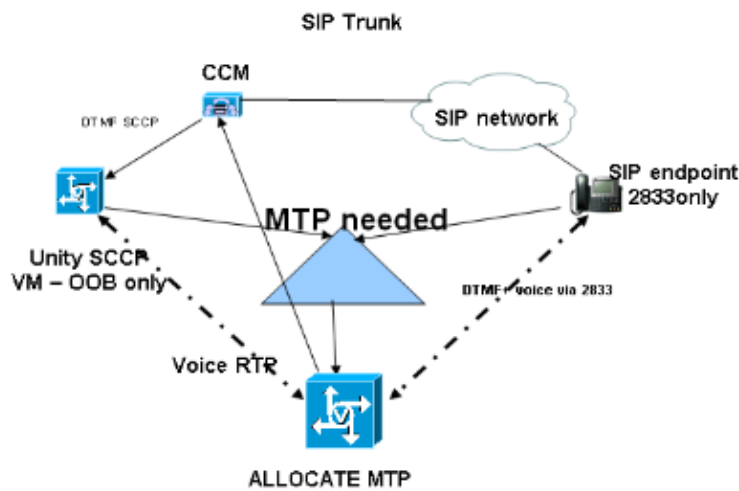 SIP Trunk
CCM
DTMF SCCP
SIP network
SIP endpoint
2833only
MTP needed
Unity SCCP
VM – OOB only
DTMF+ voice via 2833
Voice RTP
V
ALLOCATE MTP